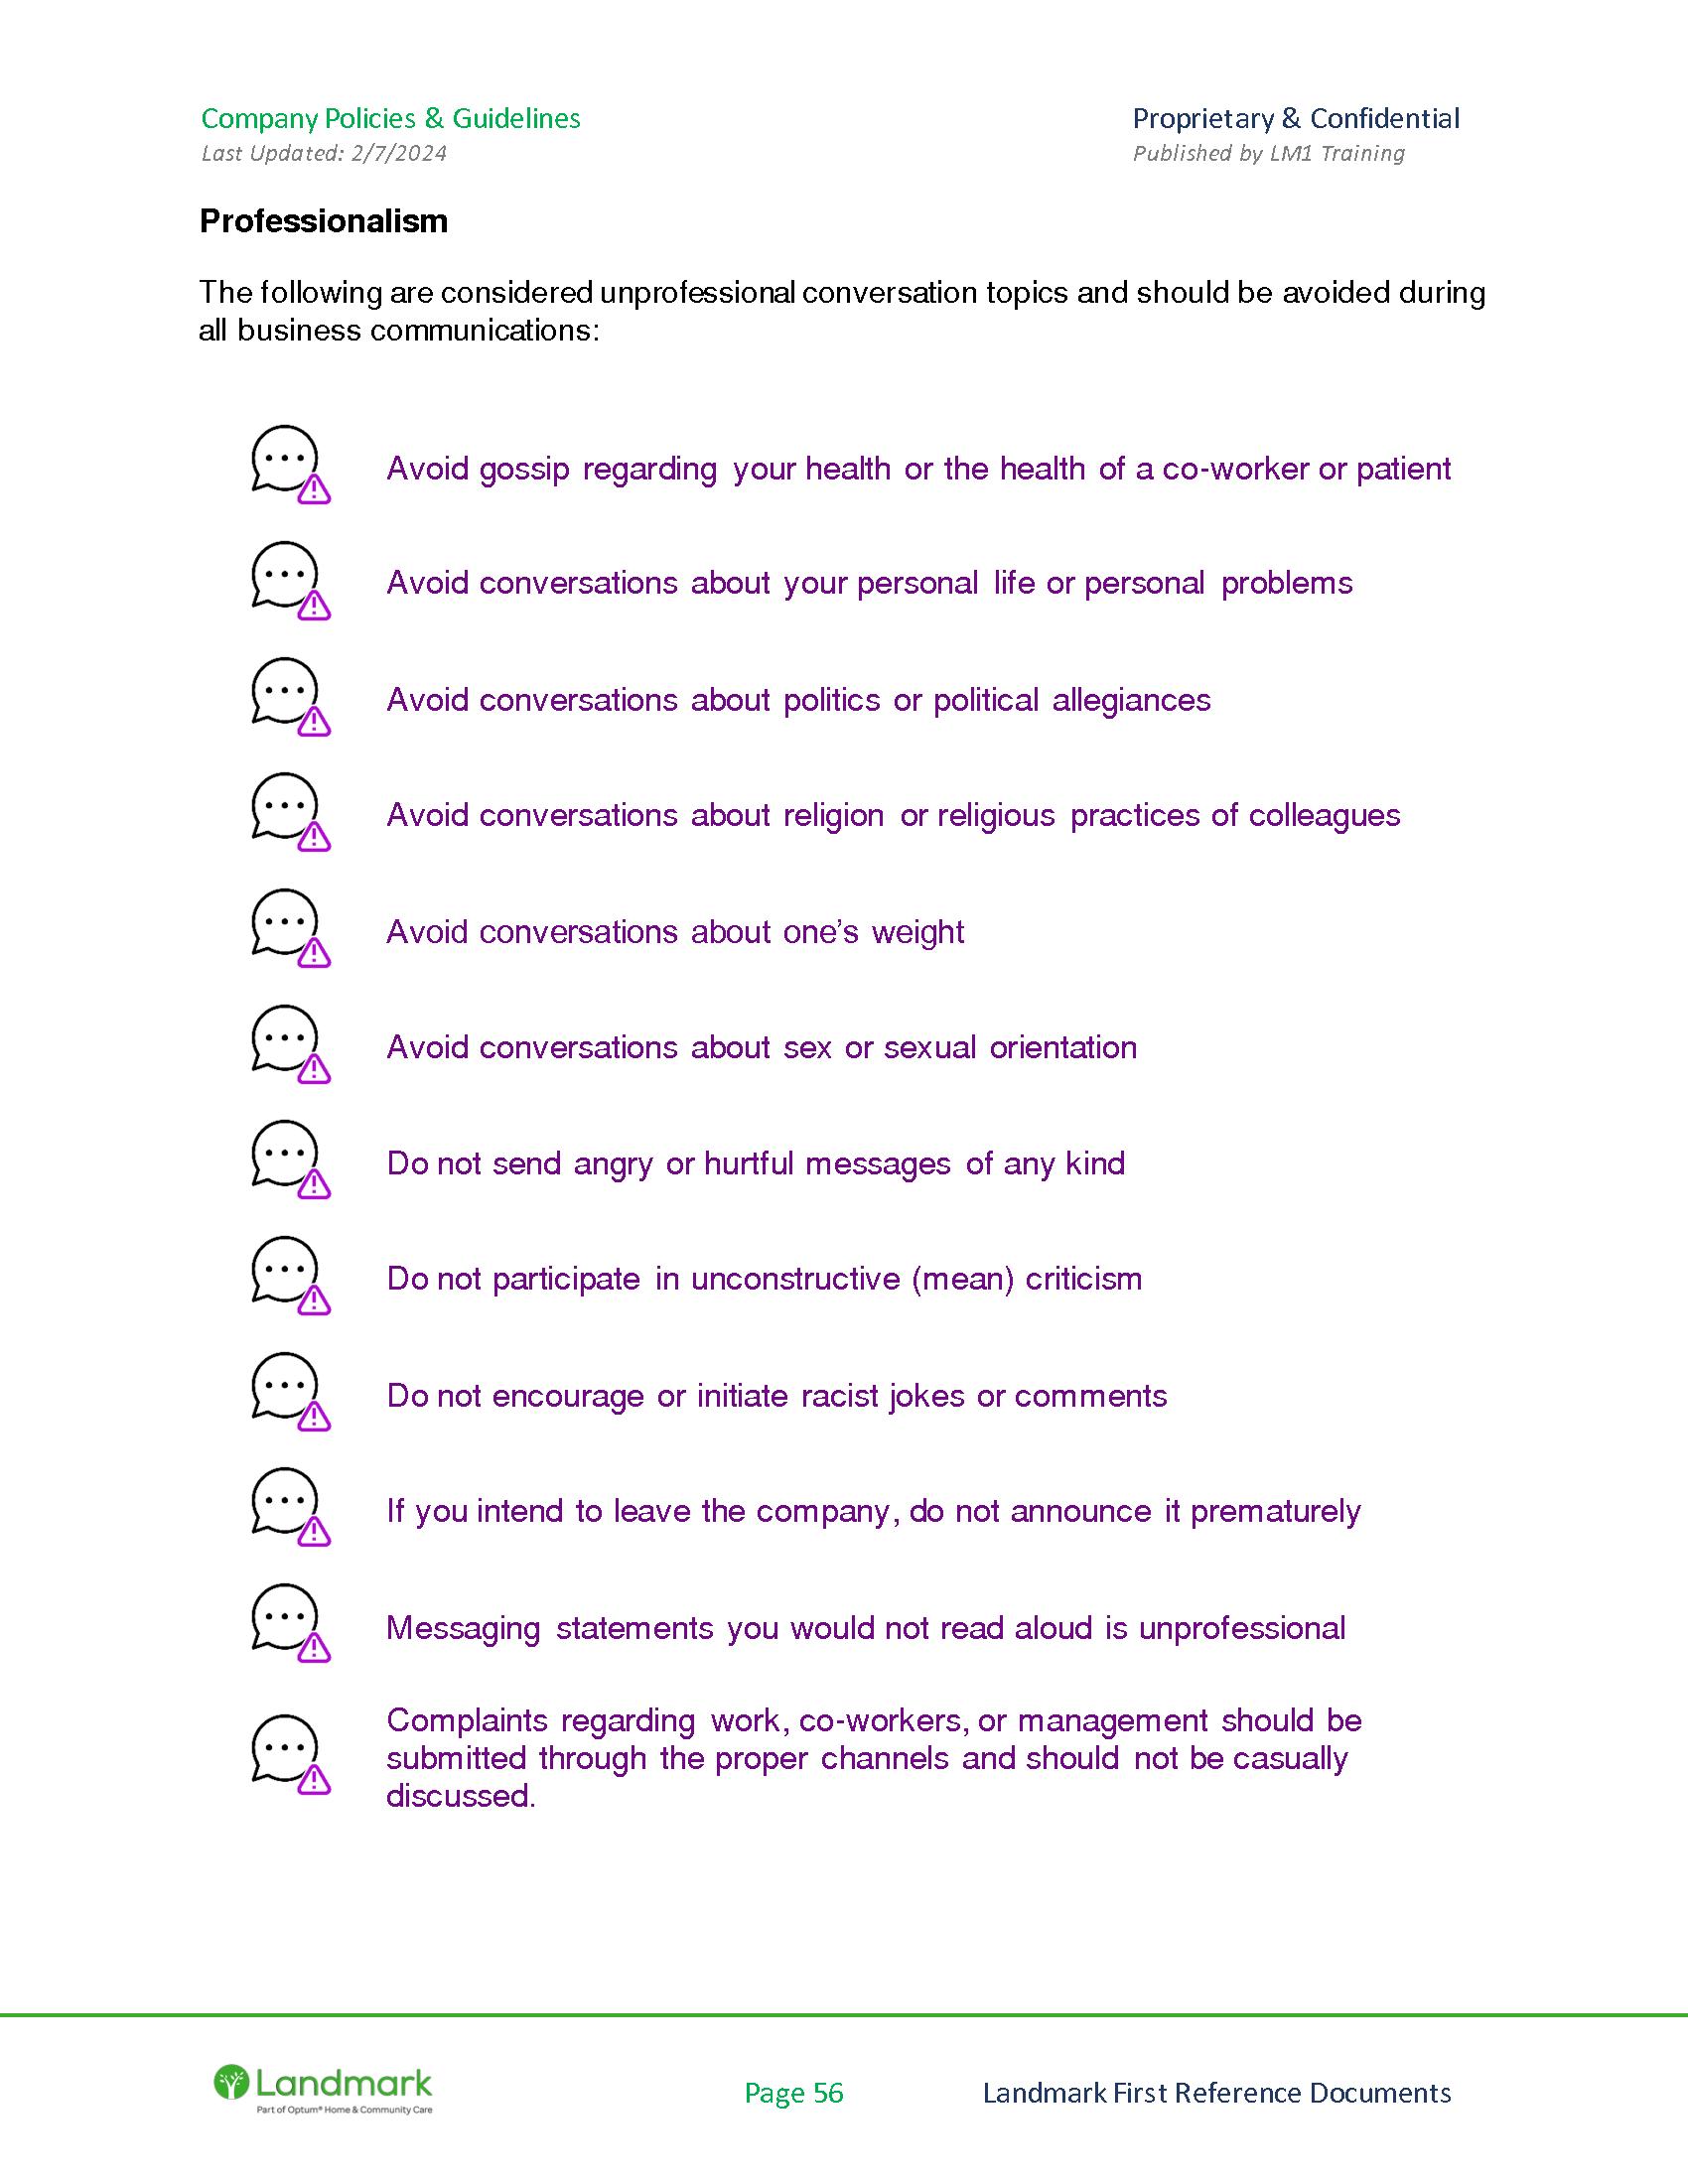 Company Policies & Guidelines
Proprietary & Confidential
Last Updated: 2/7/2024
Published by LM1 Training
Professionalism
The following are considered unprofessional conversation topics and should be avoided during
all business communications:
Avoid gossip regarding your health or the health of a co-worker or patient
Avoid conversations about your personal life or personal problems
Avoid conversations about politics or political allegiances
Avoid conversations about religion or religious practices of colleagues
Avoid conversations about one’s weight
Avoid conversations about sex or sexual orientation
Do not send angry or hurtful messages of any kind
Do not participate in unconstructive (mean) criticism
Do not encourage or initiate racist jokes or comments
If you intend to leave the company, do not announce it prematurely
Messaging statements you would not read aloud is unprofessional
Complaints regarding work, co-workers, or management should be
submitted through the proper channels and should not be casually
discussed.
Landmark
Part of Optum® Home & Community Care
Page 56
Landmark First Reference Documents